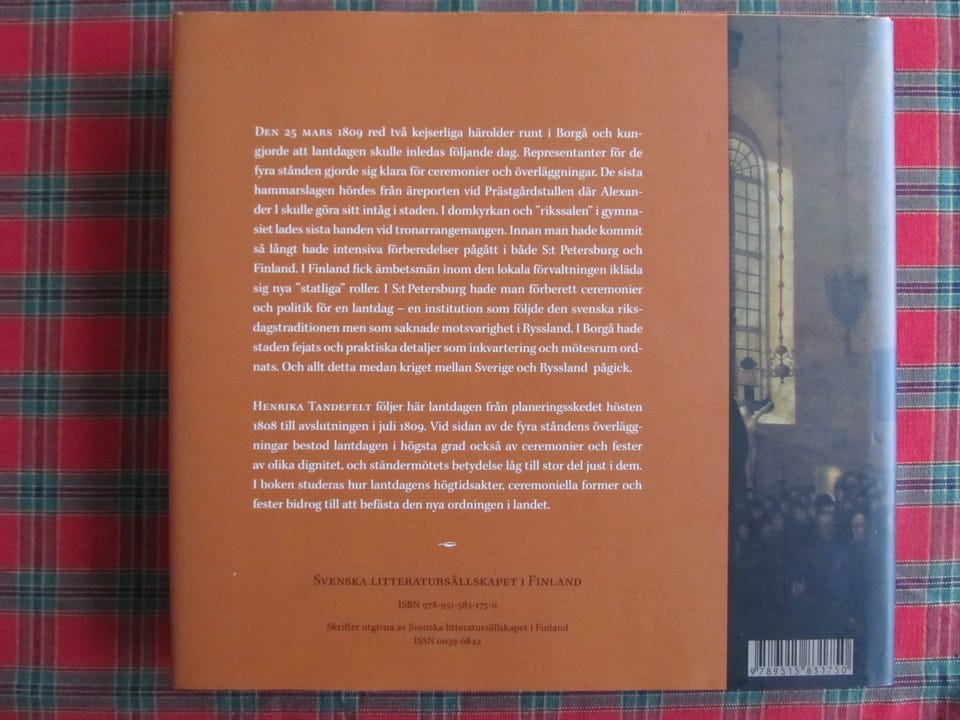 DEN 25 MARS 1809 red två kejserliga härolder runt i Borgå och kun-
gjorde att lantdagen skulle inledas följande dag. Representanter för de
fyra stånden gjorde sig klara för ceremonier och överläggningar. De sista
hammarslagen hördes från äreporten vid Prästgårdstullen där Alexan-
der I skulle göra sitt intåg i staden. I domkyrkan och ”rikssalen” i gymna-
siet lades sista handen vid tronarrangemangen. Innan man hade kommit
så långt hade intensiva förberedelser pågått i både S:t Petersburg och
Finland. I Finland fick ämbetsmän inom den lokala förvaltningen ikläda
sig nya ”statliga” roller. I S:t Petersburg hade man förberett ceremonier
och politik för en lantdag – en institution som följde den svenska riks-
dagstraditionen men som saknade motsvarighet i Ryssland. I Borgå hade
staden fejats och praktiska detaljer som inkvartering och mötesrum ord-
nats. Och allt detta medan kriget mellan Sverige och Ryssland pågick.
HENRIKA TANDEFELT följer här lantdagen från planeringsskedet hösten
1808 till avslutningen i juli 1809. Vid sidan av de fyra ståndens överlägg-
ningar bestod lantdagen i högsta grad också av ceremonier och fester
av olika dignitet, och ständermötets betydelse låg till stor del just i dem.
I boken studeras hur lantdagens högtidsakter, ceremoniella former och
fester bidrog till att befästa den nya ordningen i landet.
SVENSKA LITTERATURSÄLLSKAPET I FINLAND
ISBN 978-951-583-175-0
Skrifter utgivna av Svenska litteratursällskapet i Finland
ISSN 0039-6842
9789515831750